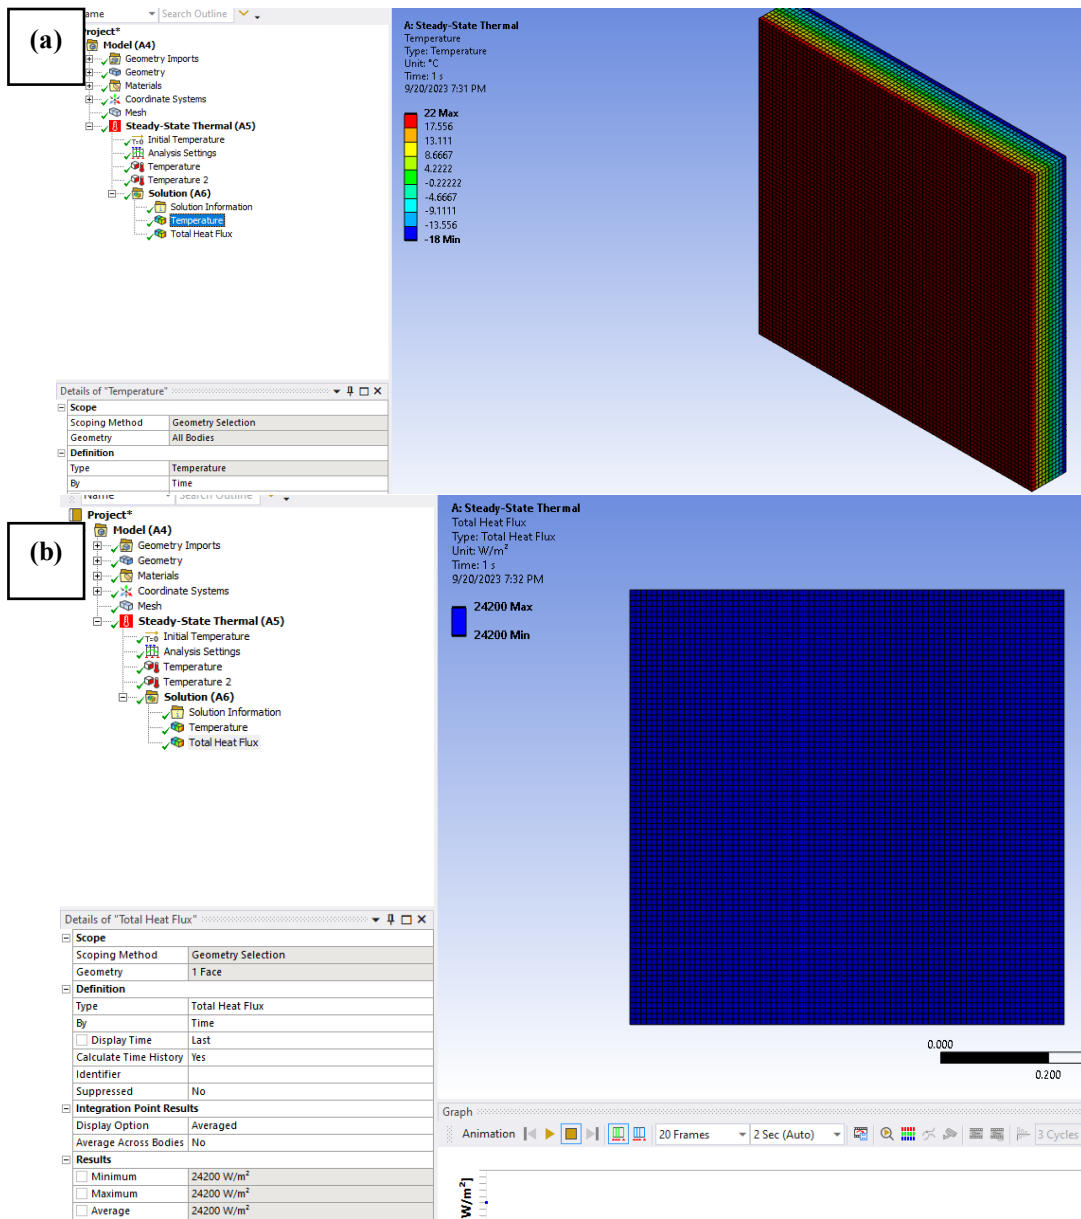 (a)
ame Search Outline
roject*
Model (A4)
Geometry Imports
Geometry
Materials
Coordinate Systems
Mesh
Steady-State Thermal (A5)
T=0 Initial Temperature
Analysis Settings
Temperature
Temperature 2
Solution (A6)
Solution Information
Temperature
Total Heat Flux
Details of "Temperature"
Scope
Scoping Method Geometry Selection
Geometry All Bodies
Definition
Type Temperature
By Time
A: Steady-State Thermal
Temperature
Type: Temperature
Unit: °C
Time: 1 s
9/20/2023 7:31 PM
22 Max
17.556
13.111
8.6667
4.2222
-0.22222
-4.6667
-9.1111
-13.556
-18 Min
(b)
Name Search Outline
Project*
Model (A4)
Geometry Imports
Geometry
Materials
Coordinate Systems
Mesh
Steady-State Thermal (A5)
T=0 Initial Temperature
Analysis Settings
Temperature
Temperature 2
Solution (A6)
Solution Information
Temperature
Total Heat Flux
Details of "Total Heat Flux"
Scope
Scoping Method Geometry Selection
Geometry 1 Face
Definition
Type Total Heat Flux
By Time
Display Time Last
Calculate Time History Yes
Identifier
Suppressed No
Integration Point Results
Display Option Averaged
Average Across Bodies No
Results
Minimum 24200 W/m²
Maximum 24200 W/m²
Average 24200 W/m²
A: Steady-State Thermal
Total Heat Flux
Type: Total Heat Flux
Unit: W/m²
Time: 1 s
9/20/2023 7:32 PM
24200 Max
24200 Min
0.000
0.200
Graph
Animation 20 Frames 2 Sec (Auto) 3 Cycles
W/m²]